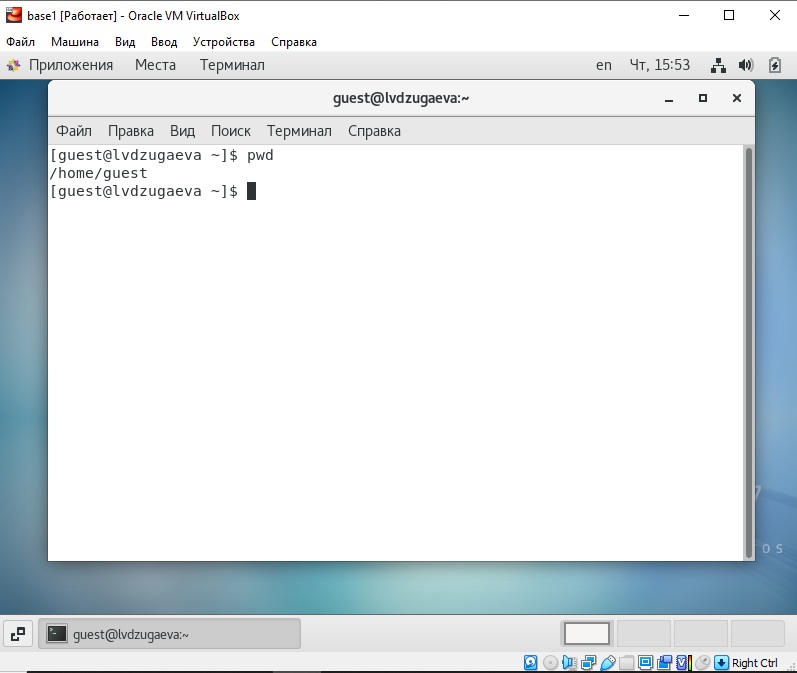 base1 [Работает] - Oracle VM VirtualBox
Файл Машина Вид Ввод Устройства Справка
Приложения Места Терминал en Чт, 15:53
guest@lvdzugaeva:~
Файл Правка Вид Поиск Терминал Справка
[guest@lvdzugaeva ~]$ pwd
/home/guest
[guest@lvdzugaeva ~]$
7
O S
guest@lvdzugaeva:~
Right Ctrl